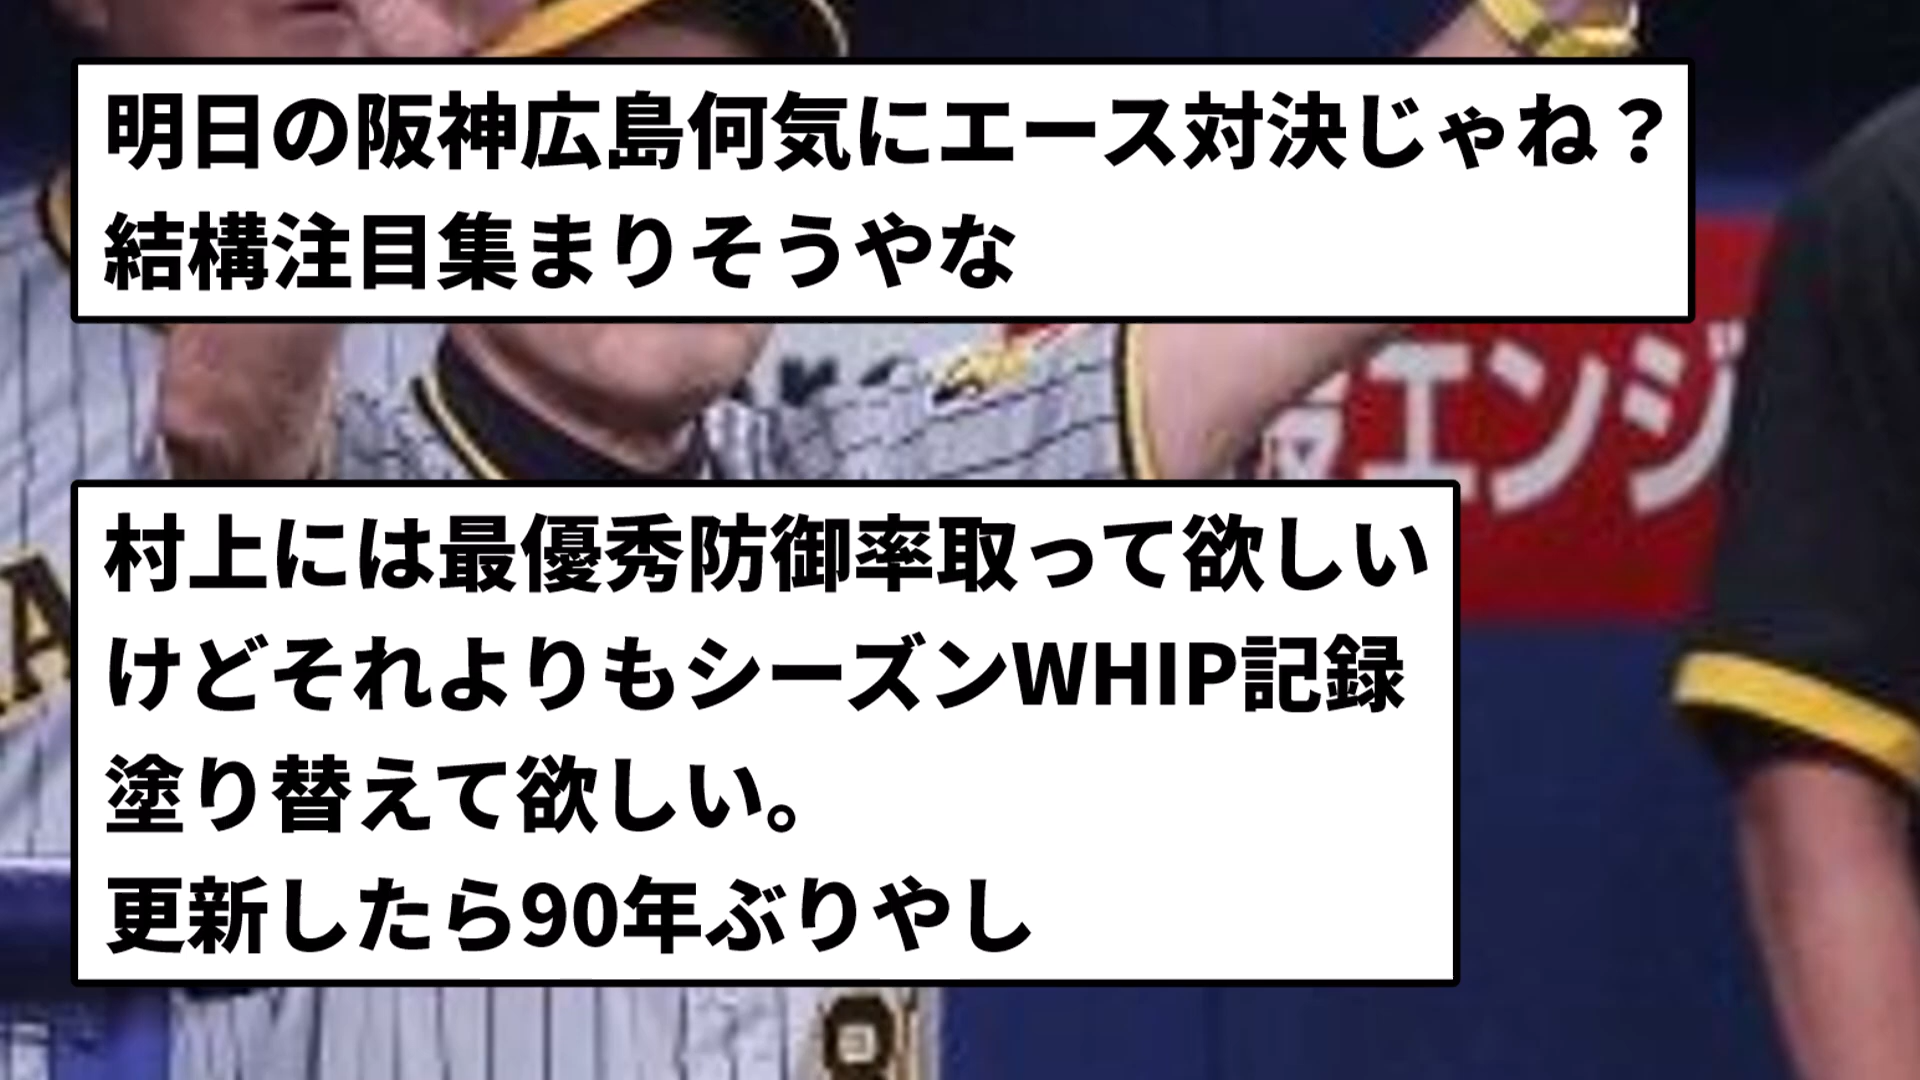 明日の阪神広島何気にエース対決じゃね？
結構注目集まりそうやな
エンジ
村上には最優秀防御率取って欲しい
けどそれよりもシーズンWHIP記録
塗り替えて欲しい。
更新したら90年ぶりやし